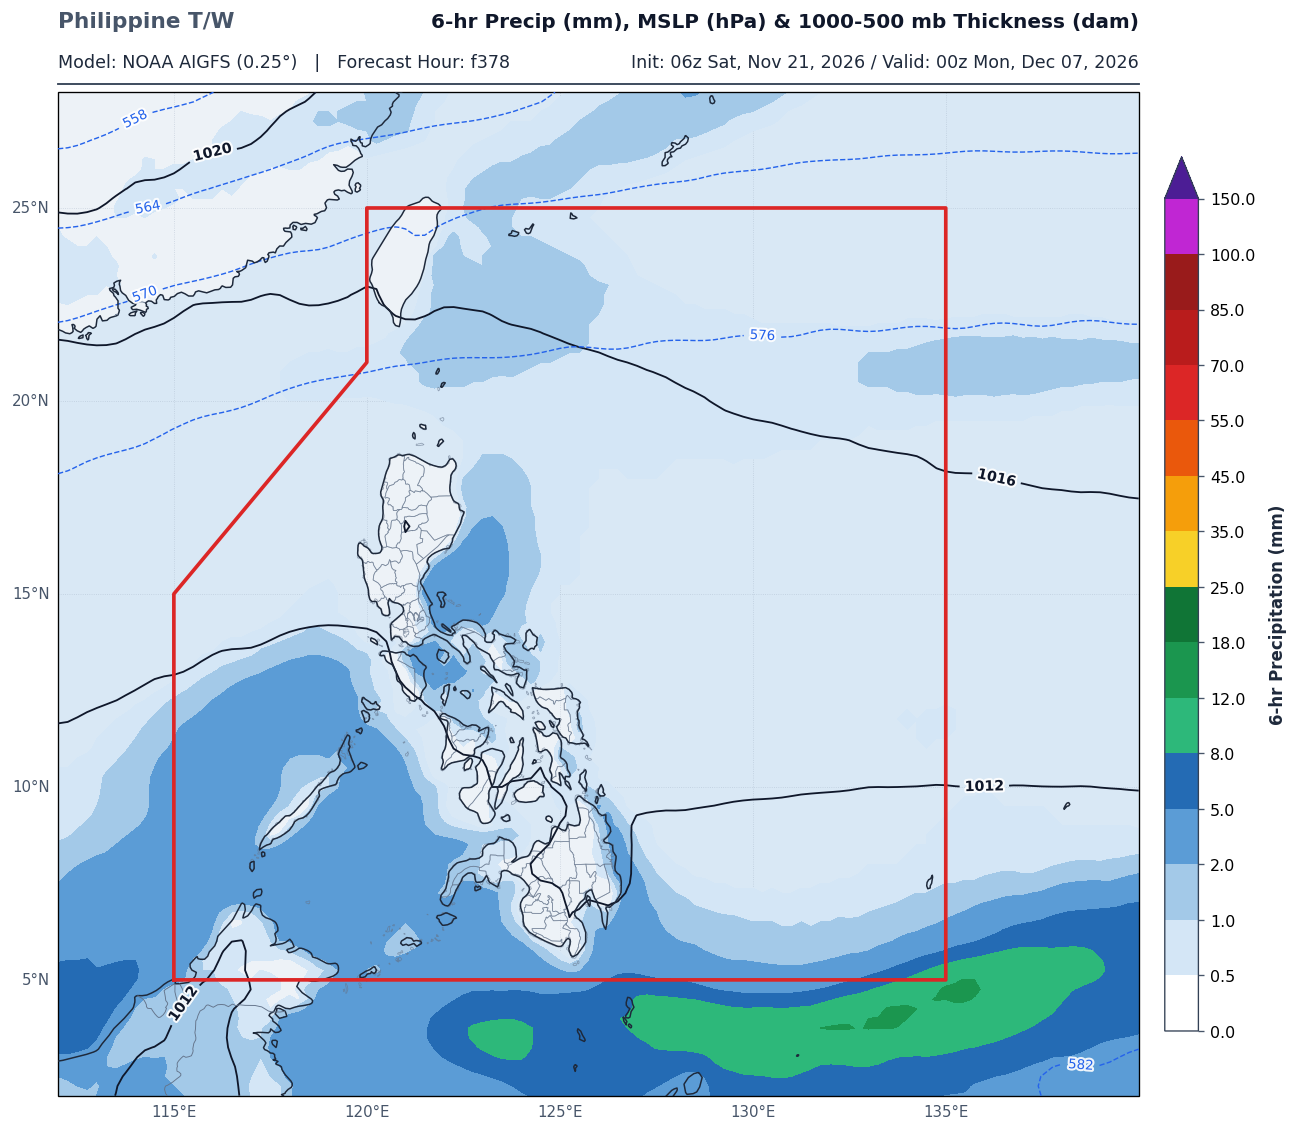 Philippine T/W
6-hr Precip (mm), MSLP (hPa) & 1000-500 mb Thickness (dam)
Model: NOAA AIGFS (0.25°) | Forecast Hour: f378
Init: 06z Sat, Nov 21, 2026 / Valid: 00z Mon, Dec 07, 2026
558
1020
564
570
576
1016
1012
1012
582
25°N
20°N
15°N
10°N
5°N
115°E
120°E
125°E
130°E
135°E
150.0
100.0
85.0
70.0
55.0
45.0
35.0
25.0
18.0
12.0
8.0
5.0
2.0
1.0
0.5
0.0
6-hr Precipitation (mm)